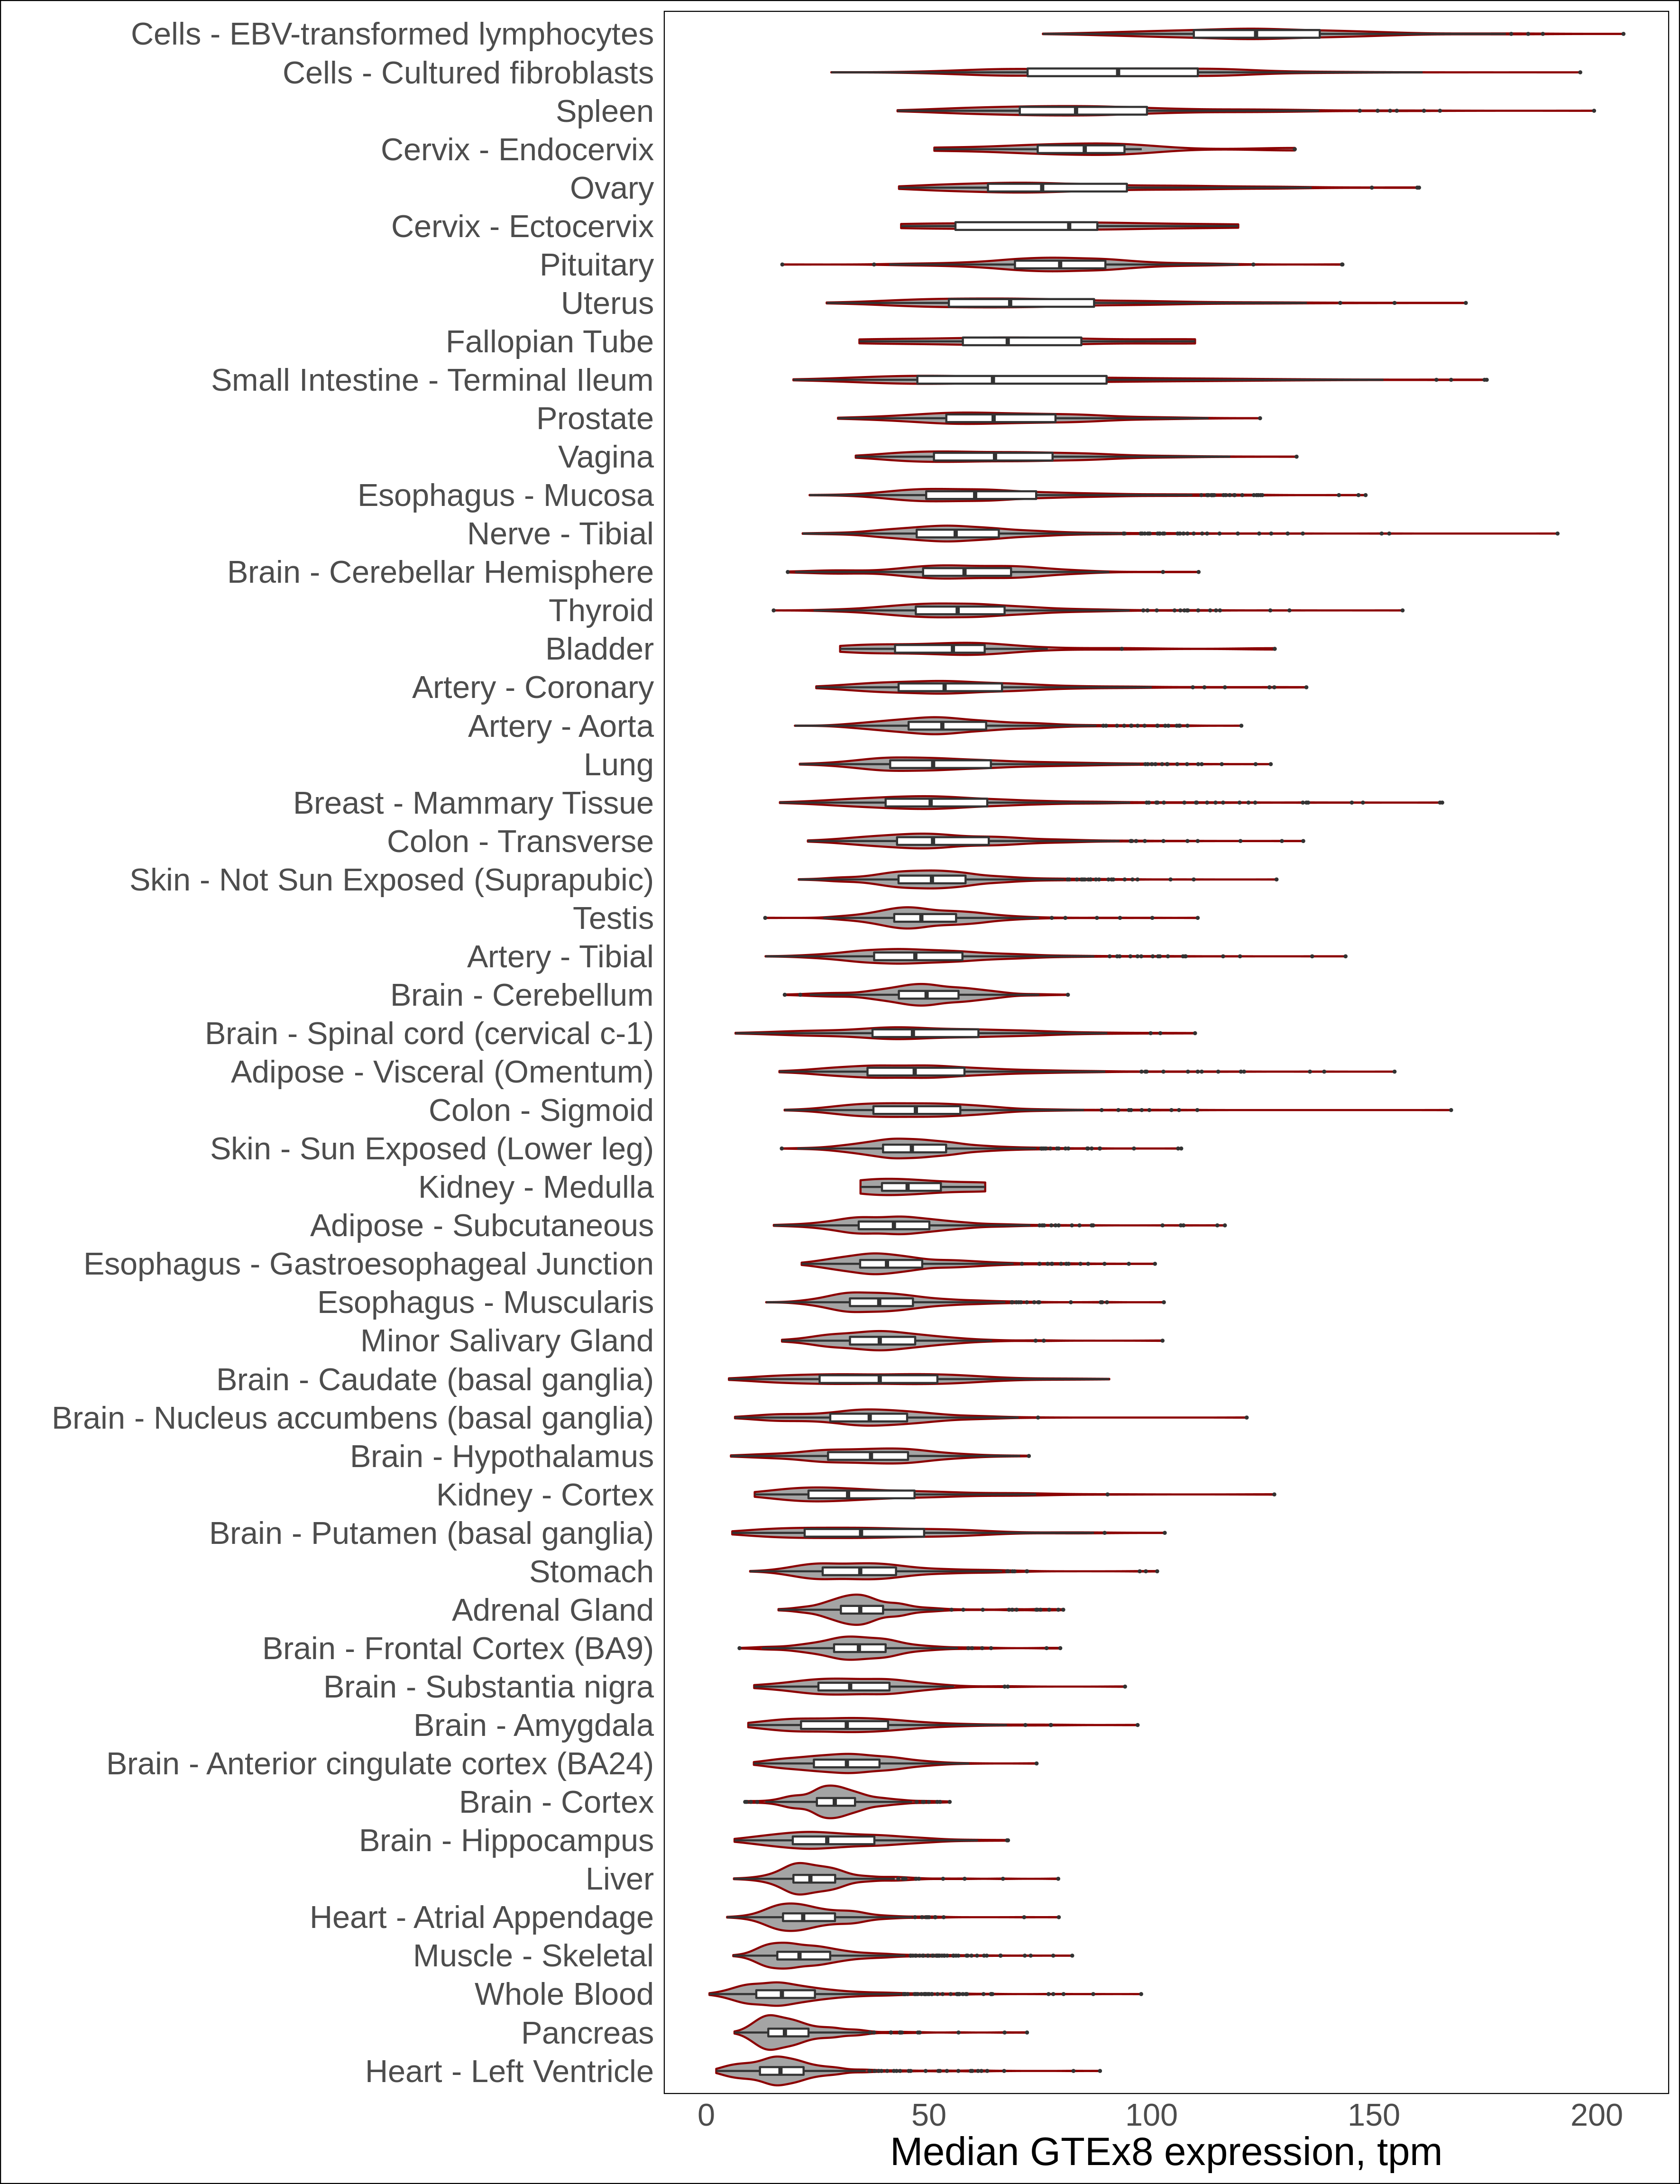 Cells - EBV-transformed lymphocytes
Cells - Cultured fibroblasts
Spleen
Cervix - Endocervix
Ovary
Cervix - Ectocervix
Pituitary
Uterus
Fallopian Tube
Small Intestine - Terminal Ileum
Prostate
Vagina
Esophagus - Mucosa
Nerve - Tibial
Brain - Cerebellar Hemisphere
Thyroid
Bladder
Artery - Coronary
Artery - Aorta
Lung
Breast - Mammary Tissue
Colon - Transverse
Skin - Not Sun Exposed (Suprapubic)
Testis
Artery - Tibial
Brain - Cerebellum
Brain - Spinal cord (cervical c-1)
Adipose - Visceral (Omentum)
Colon - Sigmoid
Skin - Sun Exposed (Lower leg)
Kidney - Medulla
Adipose - Subcutaneous
Esophagus - Gastroesophageal Junction
Esophagus - Muscularis
Minor Salivary Gland
Brain - Caudate (basal ganglia)
Brain - Nucleus accumbens (basal ganglia)
Brain - Hypothalamus
Kidney - Cortex
Brain - Putamen (basal ganglia)
Stomach
Adrenal Gland
Brain - Frontal Cortex (BA9)
Brain - Substantia nigra
Brain - Amygdala
Brain - Anterior cingulate cortex (BA24)
Brain - Cortex
Brain - Hippocampus
Liver
Heart - Atrial Appendage
Muscle - Skeletal
Whole Blood
Pancreas
Heart - Left Ventricle
0 50 100 150 200
Median GTEx8 expression, tpm